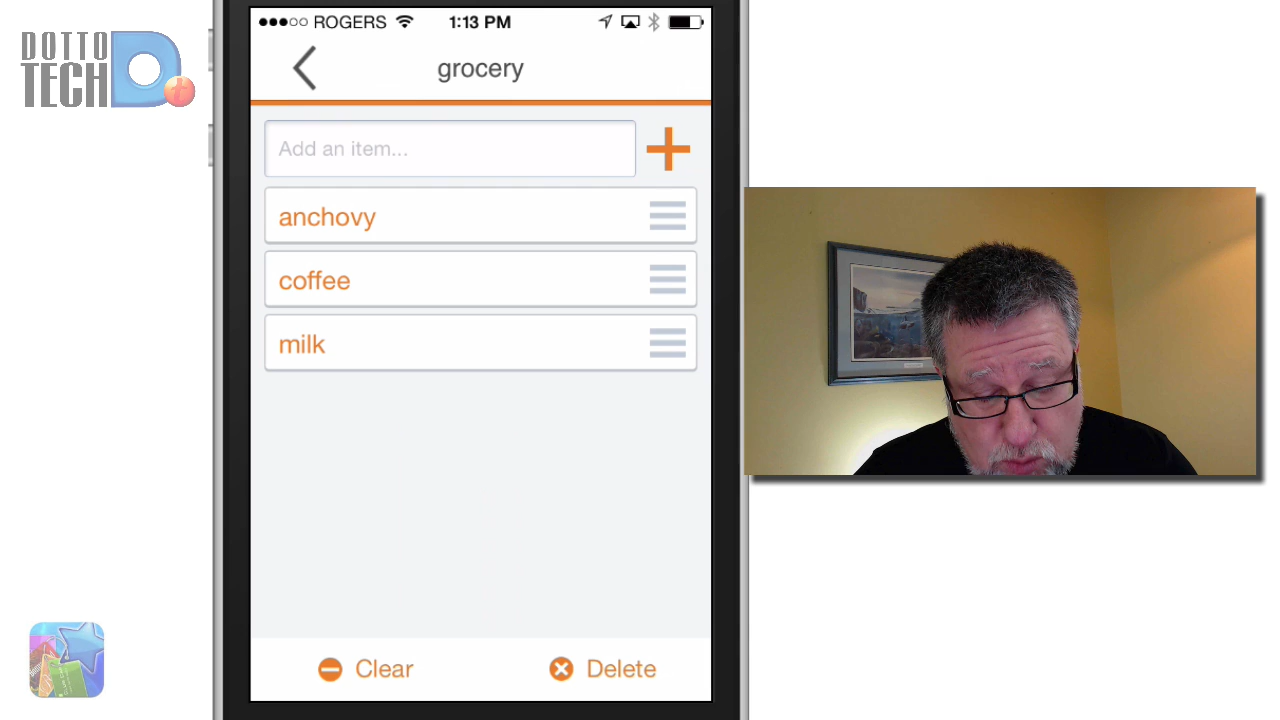 DOTTO
TECH
ROGERS 1:13 PM
grocery
Add an item...
anchovy
coffee
milk
Clear Delete